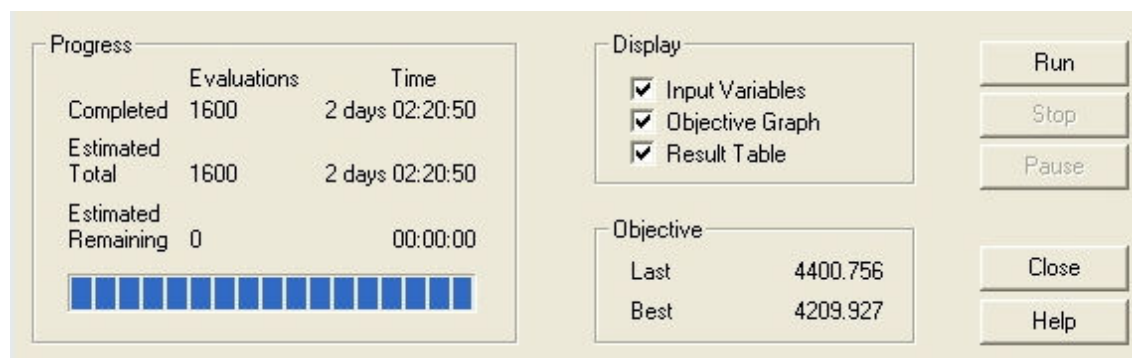 Progress
Evaluations Time
Completed 1600 2 days 02:20:50
Estimated
Total 1600 2 days 02:20:50
Estimated
Remaining 0 00:00:00
Display
Input Variables
Objective Graph
Result Table
Objective
Last 4400.756
Best 4209.927
Run
Stop
Pause
Close
Help